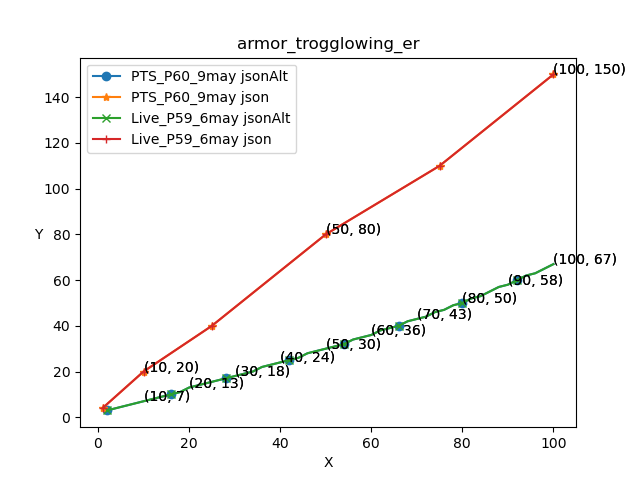 armor_trogglowing_er
PTS_P60_9may jsonAlt
PTS_P60_9may json
Live_P59_6may jsonAlt
Live_P59_6may json
(100, 150)
(50, 80)
(10, 20)
(100, 67)
(90, 58)
(80, 50)
(70, 43)
(60, 36)
(50, 30)
(40, 24)
(30, 18)
(20, 13)
(10, 7)
Y
140
120
100
80
60
40
20
0
0 20 40 60 80 100
X